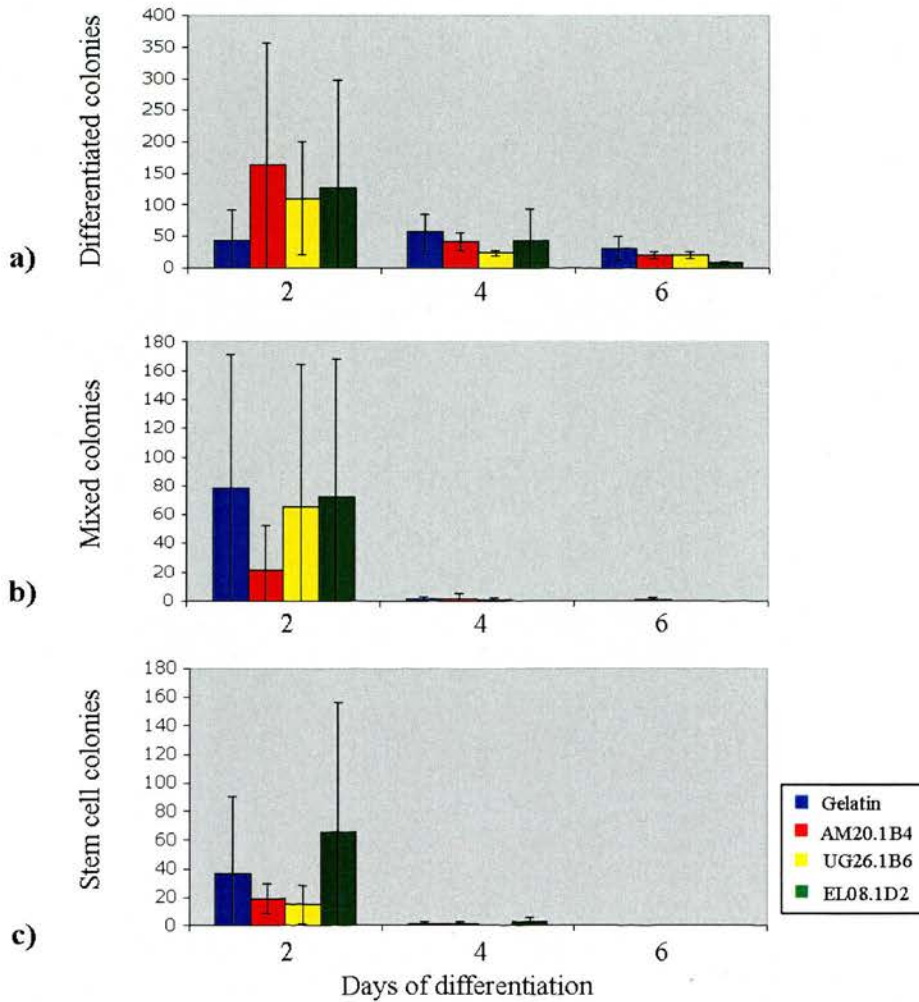 400
350
300
250
200
150
100
50
0
Differentiated colonies
a)
2 4 6
180
160
140
120
100
80
60
40
20
0
Mixed colonies
b)
2 4 6
180
160
140
120
100
80
60
40
20
0
Stem cell colonies
c)
2 4 6
Days of differentiation
Gelatin
AM20.1B4
UG26.1B6
EL08.1D2